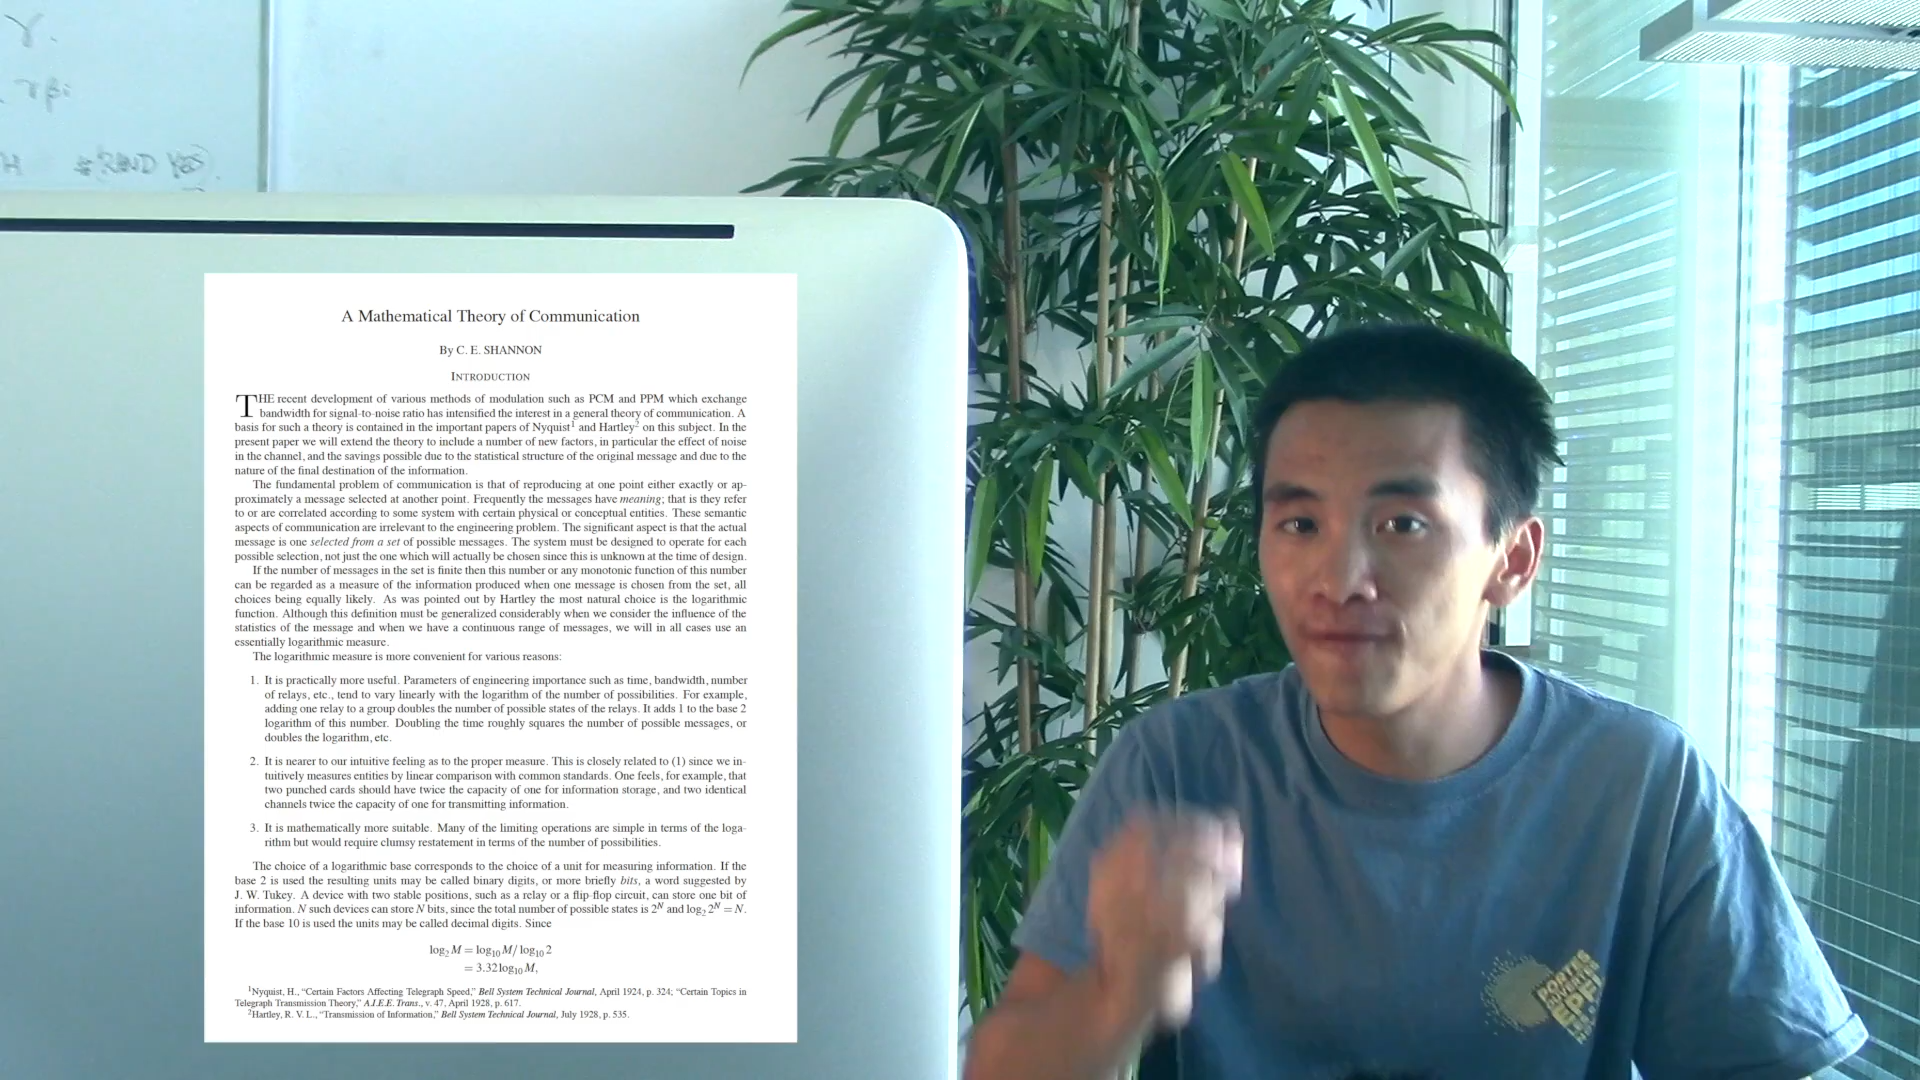 γ.
γβi
H #(RAND YES).
A Mathematical Theory of Communication
By C. E. SHANNON
INTRODUCTION
THE recent development of various methods of modulation such as PCM and PPM which exchange
bandwidth for signal-to-noise ratio has intensified the interest in a general theory of communication. A
basis for such a theory is contained in the important papers of Nyquist1 and Hartley2 on this subject. In the
present paper we will extend the theory to include a number of new factors, in particular the effect of noise
in the channel, and the savings possible due to the statistical structure of the original message and due to the
nature of the final destination of the information.
The fundamental problem of communication is that of reproducing at one point either exactly or ap-
proximately a message selected at another point. Frequently the messages have meaning; that is they refer
to or are correlated according to some system with certain physical or conceptual entities. These semantic
aspects of communication are irrelevant to the engineering problem. The significant aspect is that the actual
message is one selected from a set of possible messages. The system must be designed to operate for each
possible selection, not just the one which will actually be chosen since this is unknown at the time of design.
If the number of messages in the set is finite then this number or any monotonic function of this number
can be regarded as a measure of the information produced when one message is chosen from the set, all
choices being equally likely. As was pointed out by Hartley the most natural choice is the logarithmic
function. Although this definition must be generalized considerably when we consider the influence of the
statistics of the message and when we have a continuous range of messages, we will in all cases use an
essentially logarithmic measure.
The logarithmic measure is more convenient for various reasons:
1. It is practically more useful. Parameters of engineering importance such as time, bandwidth, number
of relays, etc., tend to vary linearly with the logarithm of the number of possibilities. For example,
adding one relay to a group doubles the number of possible states of the relays. It adds 1 to the base 2
logarithm of this number. Doubling the time roughly squares the number of possible messages, or
doubles the logarithm, etc.
2. It is nearer to our intuitive feeling as to the proper measure. This is closely related to (1) since we in-
tuitively measures entities by linear comparison with common standards. One feels, for example, that
two punched cards should have twice the capacity of one for information storage, and two identical
channels twice the capacity of one for transmitting information.
3. It is mathematically more suitable. Many of the limiting operations are simple in terms of the loga-
rithm but would require clumsy restatement in terms of the number of possibilities.
The choice of a logarithmic base corresponds to the choice of a unit for measuring information. If the
base 2 is used the resulting units may be called binary digits, or more briefly bits, a word suggested by
J. W. Tukey. A device with two stable positions, such as a relay or a flip-flop circuit, can store one bit of
information. N such devices can store N bits, since the total number of possible states is 2^N and log₂ 2^N = N.
If the base 10 is used the units may be called decimal digits. Since
log₂ M = log₁₀ M / log₁₀ 2
= 3.32 log₁₀ M,
1Nyquist, H., “Certain Factors Affecting Telegraph Speed,” Bell System Technical Journal, April 1924, p. 324; “Certain Topics in
Telegraph Transmission Theory,” A.I.E.E. Trans., v. 47, April 1928, p. 617.
2Hartley, R. V. L., “Transmission of Information,” Bell System Technical Journal, July 1928, p. 535.
PORTES
EPFL